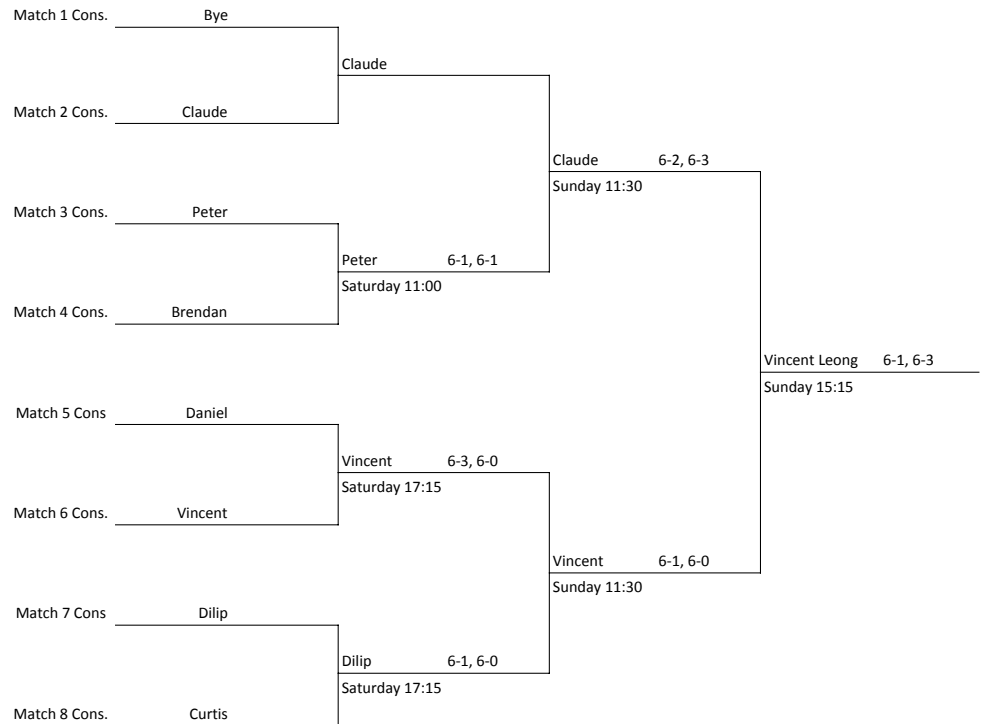 Match 1 Cons. Bye
Claude
Match 2 Cons. Claude
Claude 6-2, 6-3
Sunday 11:30
Match 3 Cons. Peter
Peter 6-1, 6-1
Saturday 11:00
Match 4 Cons. Brendan
Vincent Leong 6-1, 6-3
Sunday 15:15
Match 5 Cons Daniel
Vincent 6-3, 6-0
Saturday 17:15
Match 6 Cons. Vincent
Vincent 6-1, 6-0
Sunday 11:30
Match 7 Cons Dilip
Dilip 6-1, 6-0
Saturday 17:15
Match 8 Cons. Curtis